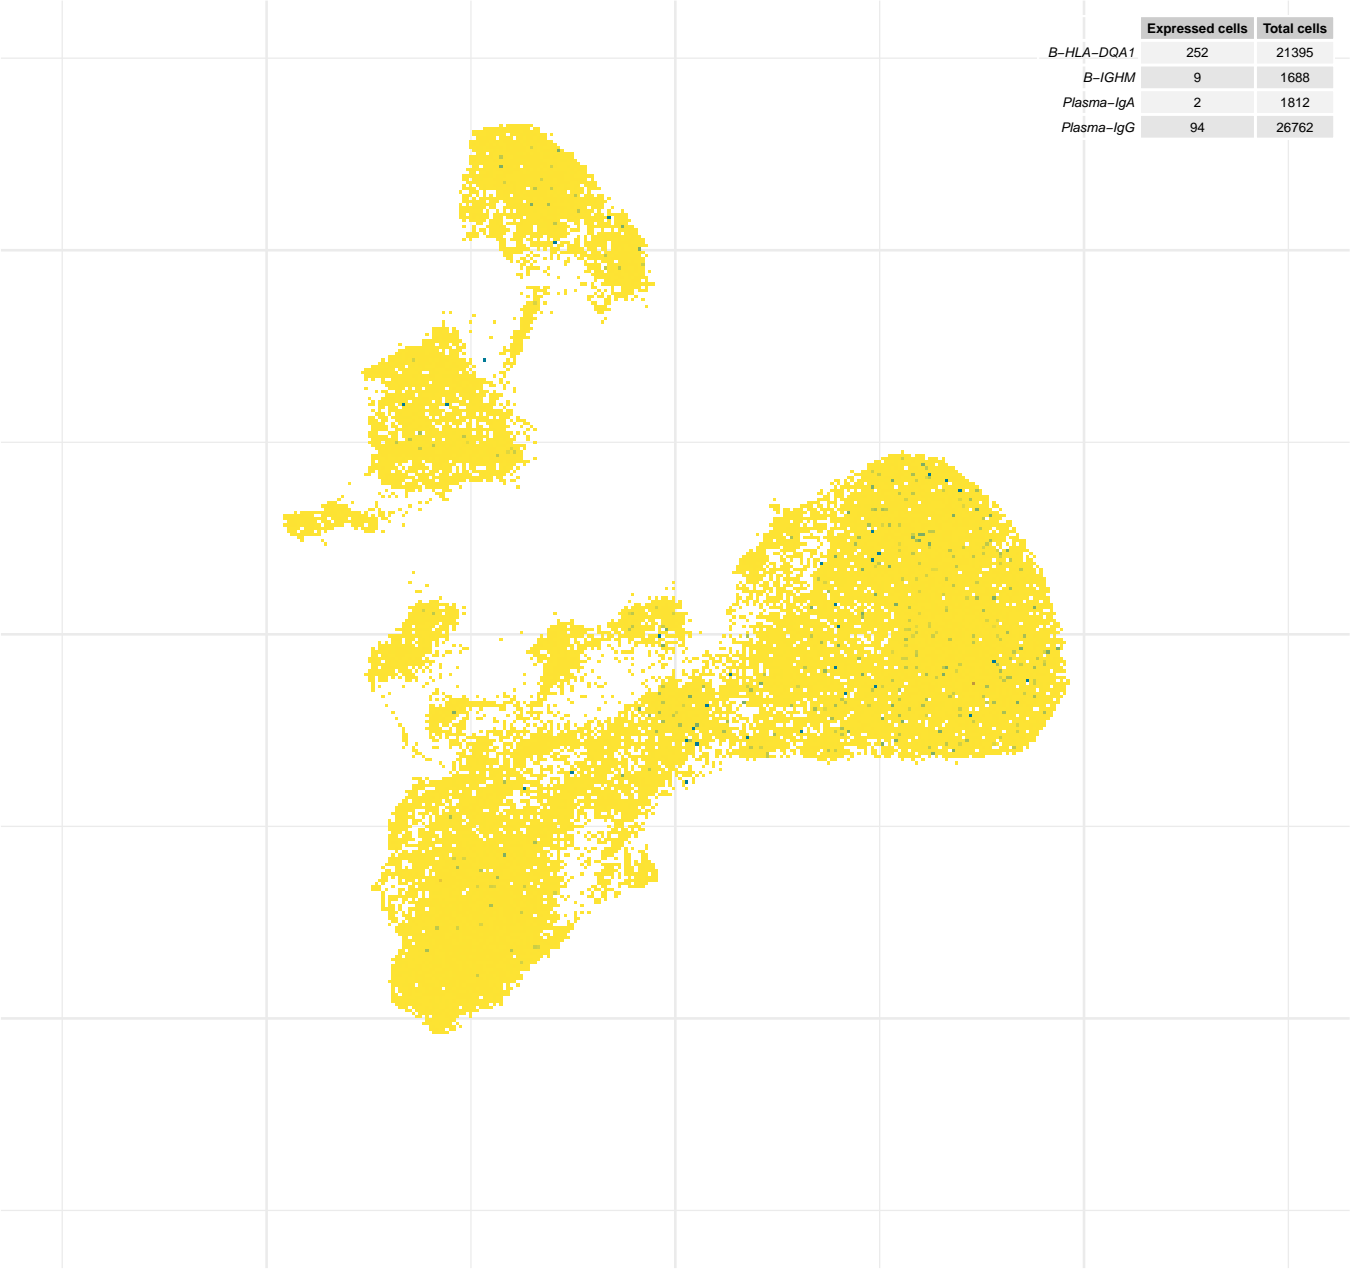 Expressed cells Total cells
B−HLA−DQA1 252 21395
B−IGHM 9 1688
Plasma−IgA 2 1812
Plasma−IgG 94 26762